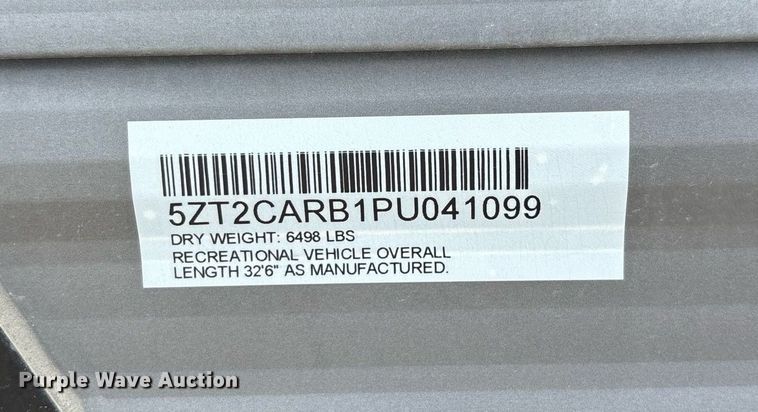 5ZT2CARB1PU041099
DRY WEIGHT: 6498 LBS
RECREATIONAL VEHICLE OVERALL
LENGTH 32'6" AS MANUFACTURED.
Purple Wave Auction